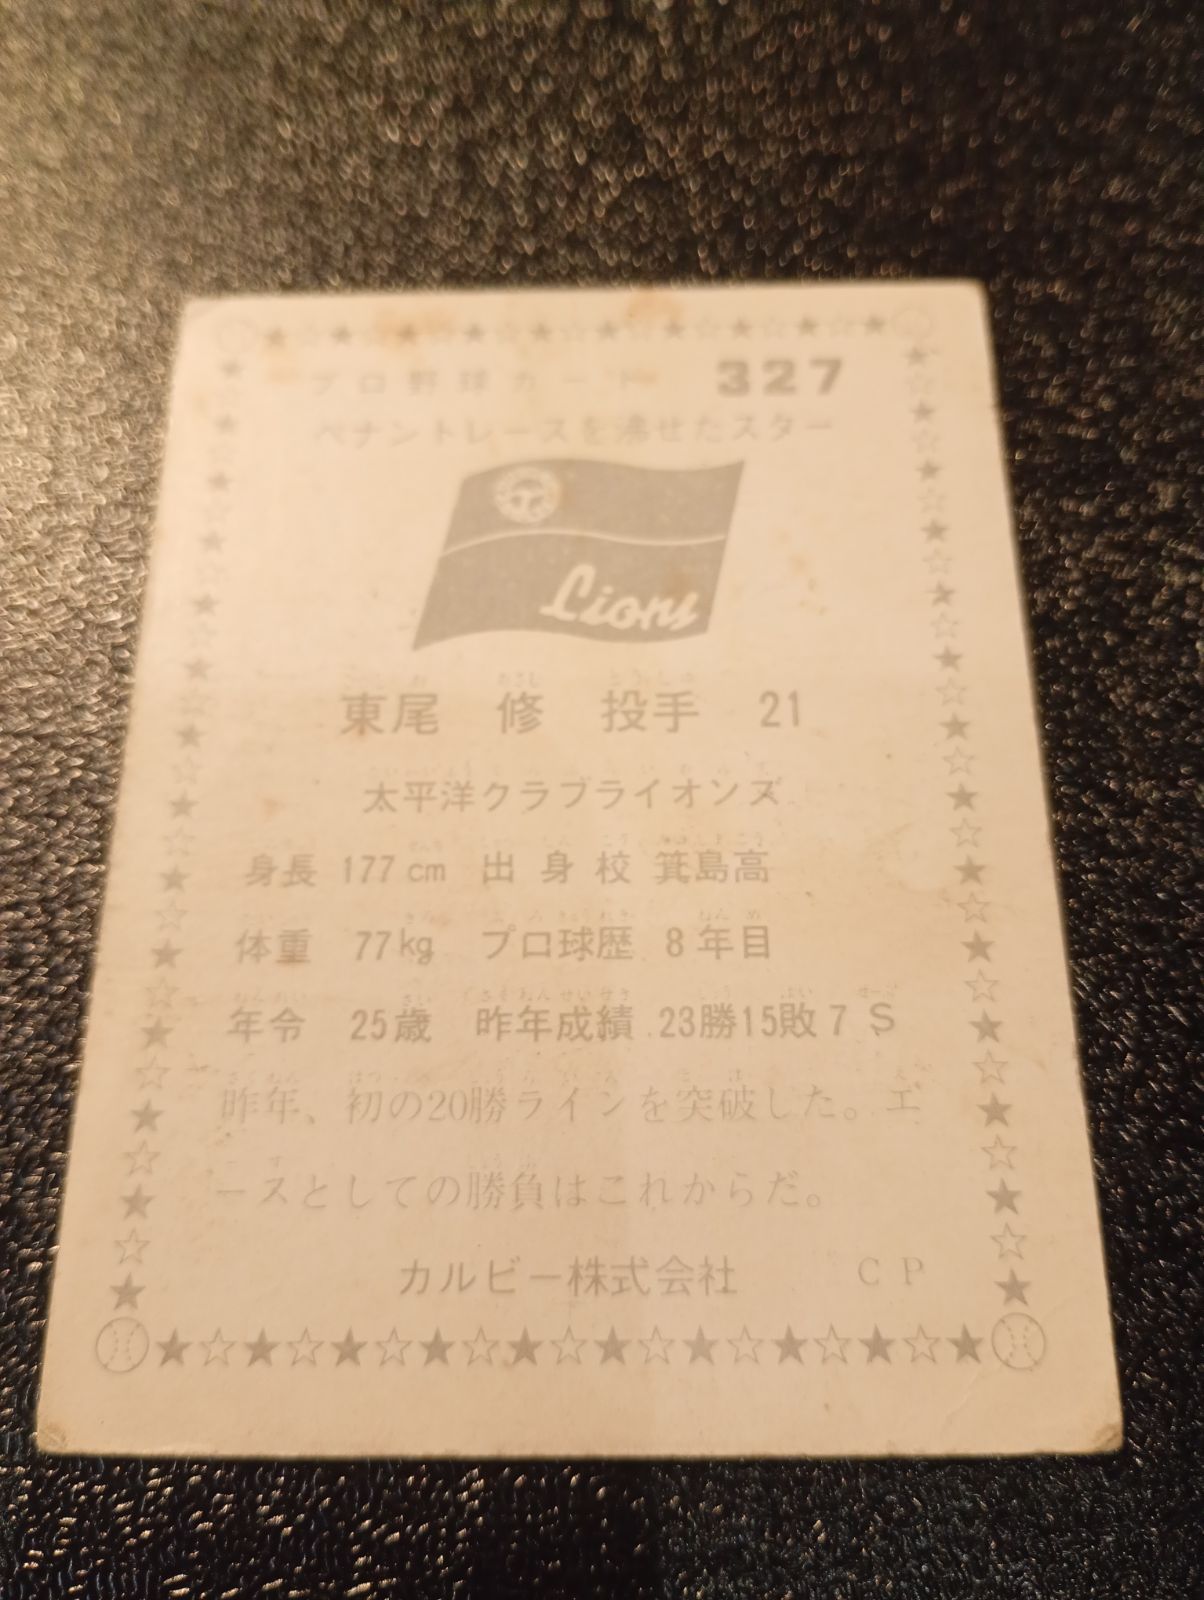 プロ野球カード 327
ペナントレースを沸せたスター
Lions
東尾 修 投手 21
太平洋クラブライオンズ
身長 177cm 出身校 箕島高
体重 77kg プロ球歴 8年目
年令 25歳 昨年成績 23勝15敗7S
昨年、初の20勝ラインを突破した。エ
ースとしての勝負はこれからだ。
カルビー株式会社 CP